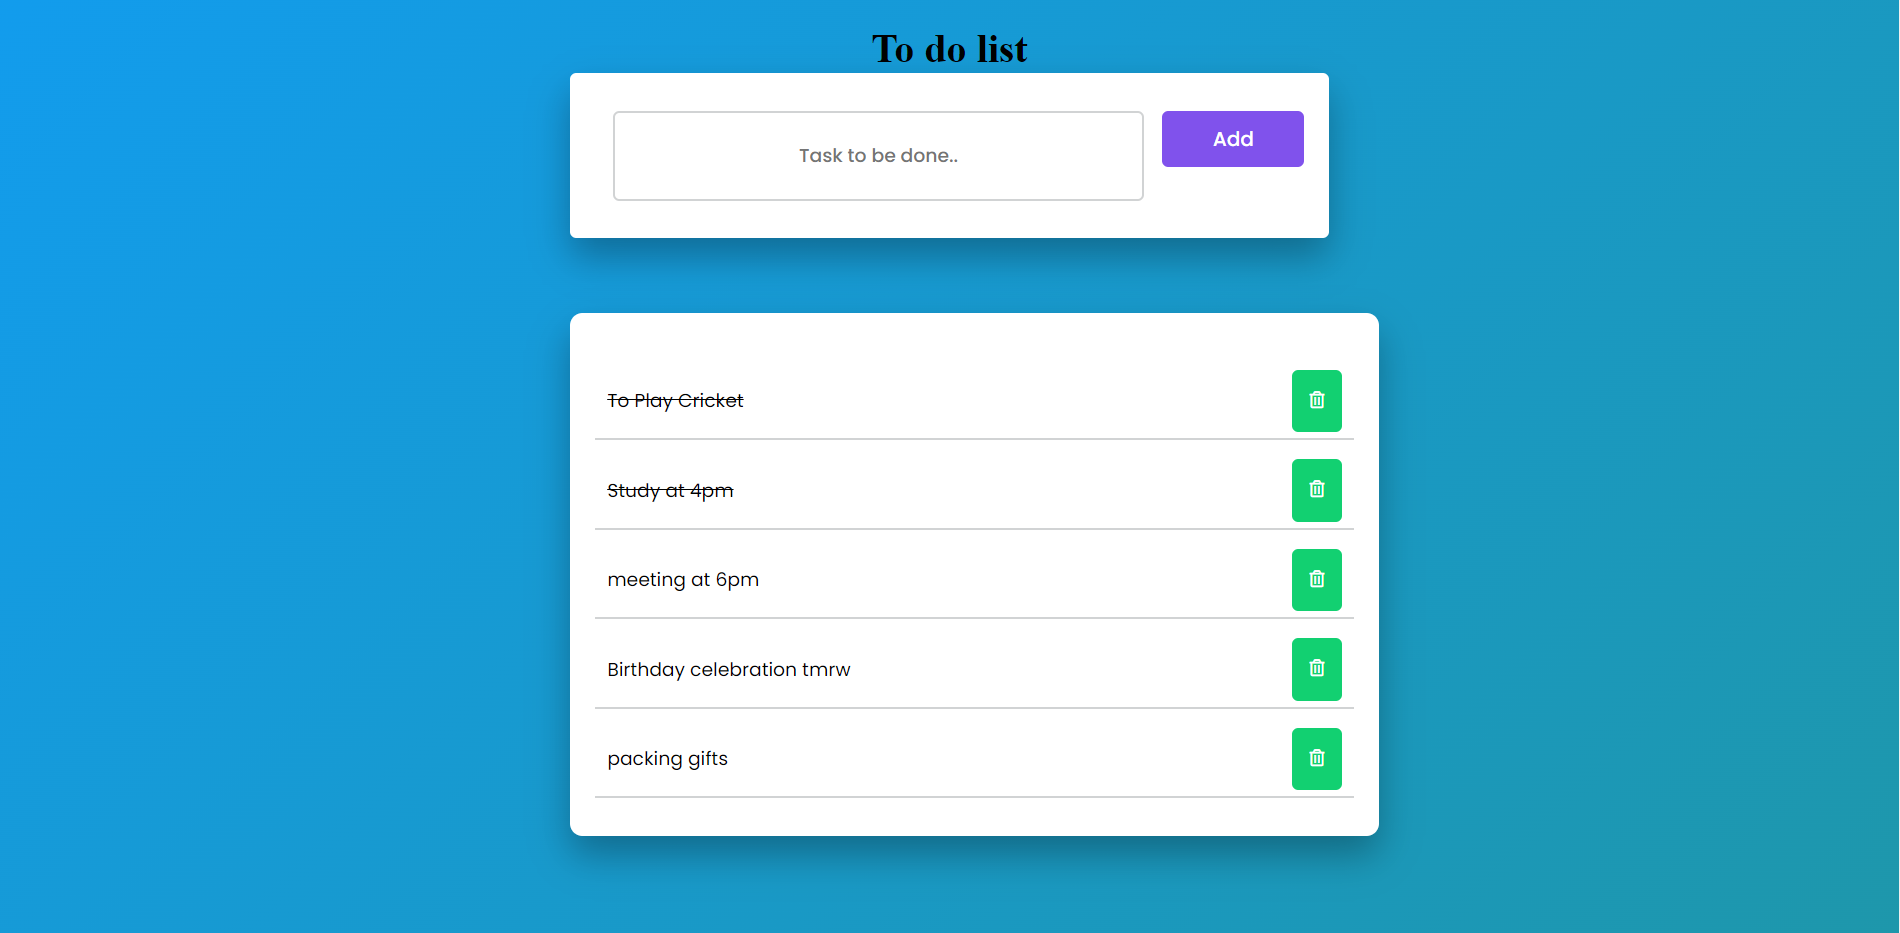 To do list
Task to be done..
Add
To Play Cricket
Study at 4pm
meeting at 6pm
Birthday celebration tmrw
packing gifts